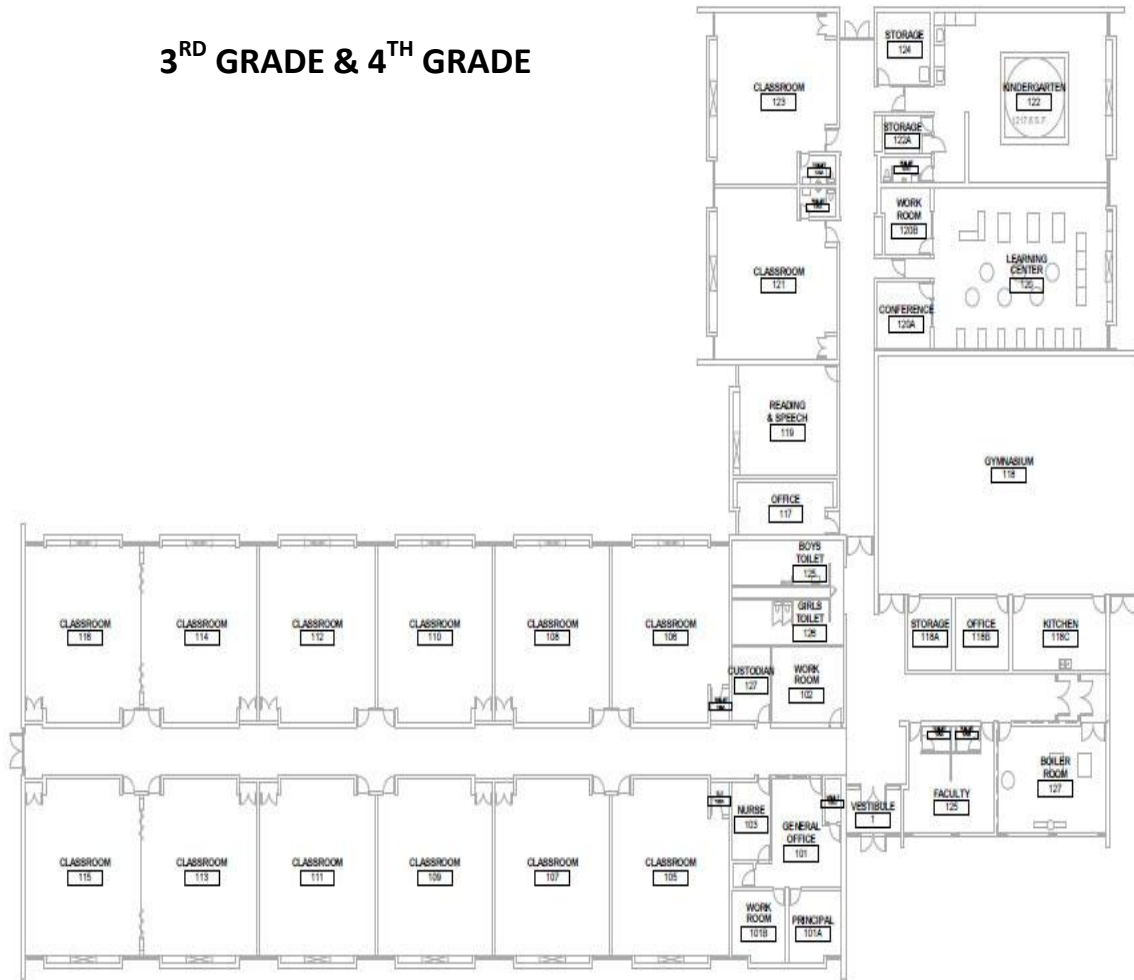 3RD GRADE & 4TH GRADE
STORAGE
124
CLASSROOM
123
KINDERGARTEN
122
1217.6 S.F.
STORAGE
122A
WORK
ROOM
120B
LEARNING
CENTER
120
CLASSROOM
121
CONFERENCE
120A
READING
& SPEECH
119
GYMNASIUM
118
OFFICE
117
BOYS
TOILET
125
GIRLS
TOILET
126
CLASSROOM
116
CLASSROOM
114
CLASSROOM
112
CLASSROOM
110
CLASSROOM
108
CLASSROOM
106
STORAGE
118A
OFFICE
118B
KITCHEN
118C
CUSTODIAN
127
WORK
ROOM
102
BOILER
ROOM
127
FACULTY
125
VESTIBULE
1
NURSE
103
GENERAL
OFFICE
101
CLASSROOM
115
CLASSROOM
113
CLASSROOM
111
CLASSROOM
109
CLASSROOM
107
CLASSROOM
105
WORK
ROOM
101B
PRINCIPAL
101A